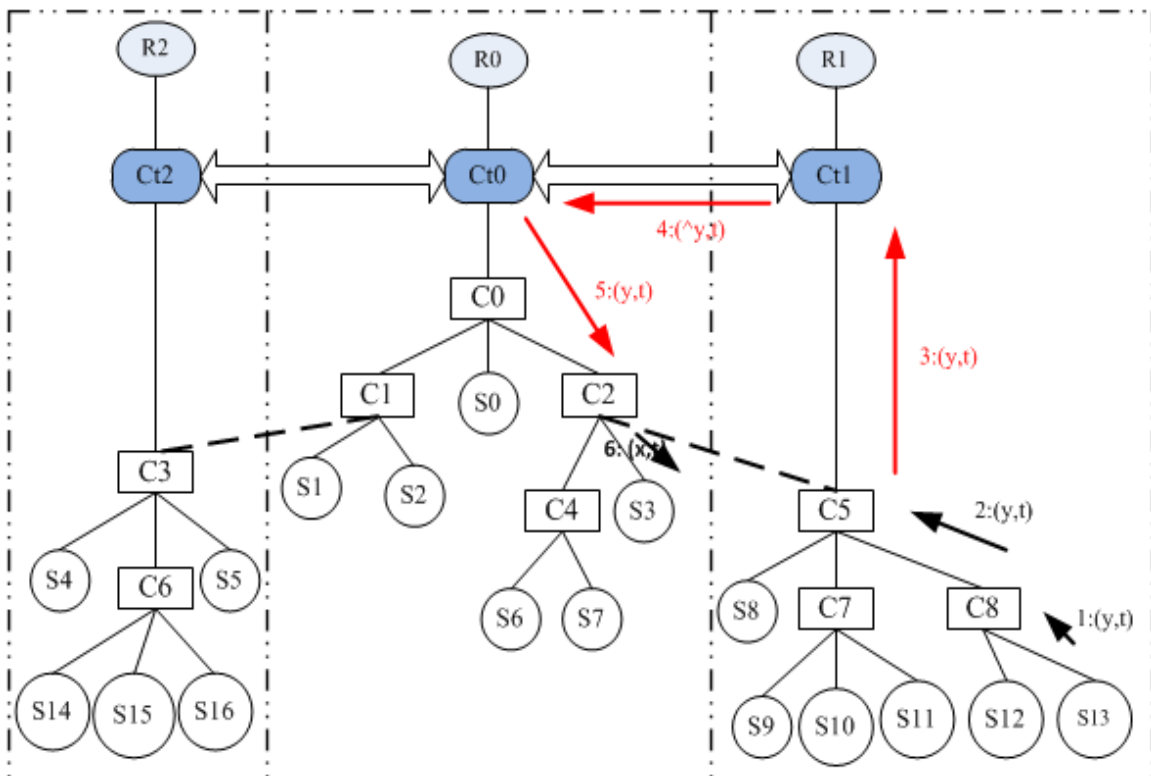 R2
R0
R1
Ct2
Ct0
Ct1
4:(^y,t)
5:(y,t)
C0
3:(y,t)
C1
S0
C2
6: (x,t)
C3
S1
S2
C4
S3
C5
2:(y,t)
S4
C6
S5
S6
S7
S8
C7
C8
1:(y,t)
S14
S15
S16
S9
S10
S11
S12
S13